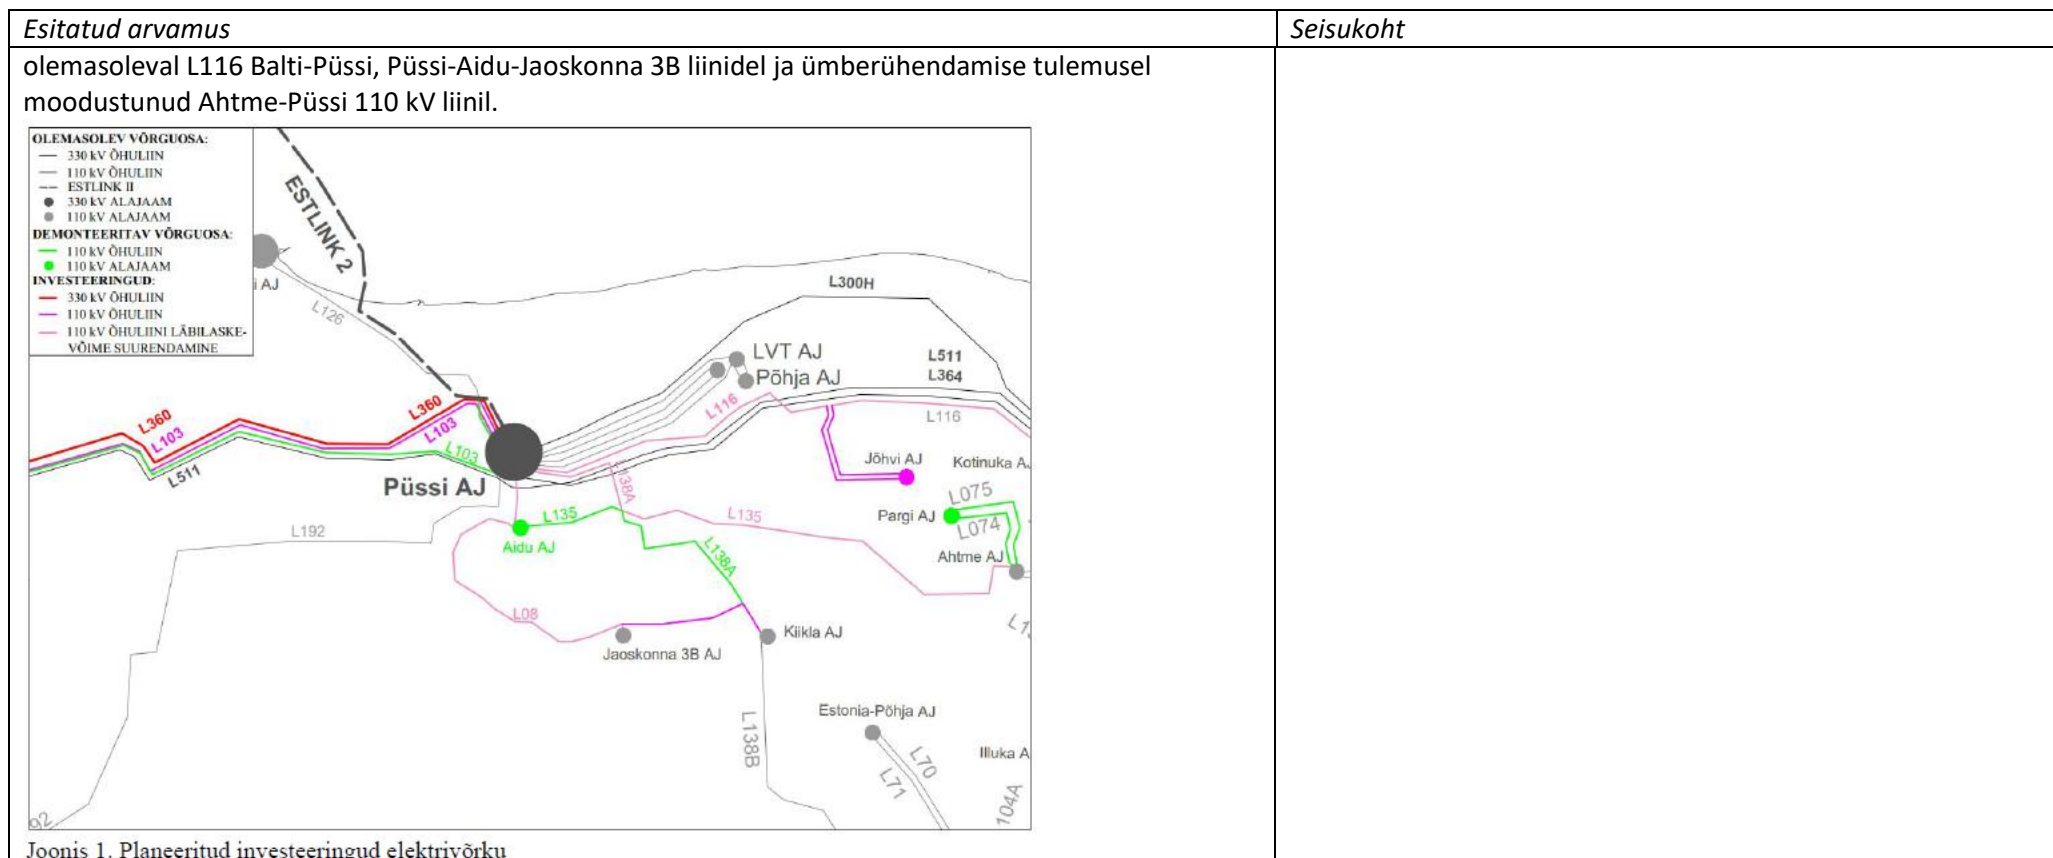 Esitatud arvamus
Seisukoht
olemasoleval L116 Balti-Püssi, Püssi-Aidu-Jaoskonna 3B liinidel ja ümberühendamise tulemusel
moodustunud Ahtme-Püssi 110 kV liinil.
OLEMASOLEV VÕRGUOSA:
330 kV ÕHULIIN
110 kV ÕHULIIN
ESTLINK II
330 kV ALAJAAM
110 kV ALAJAAM
DEMONTEERITAV VÕRGUOSA:
110 kV ÕHULIIN
110 kV ALAJAAM
INVESTEERINGUD:
330 kV ÕHULIIN
110 kV ÕHULIIN
110 kV ÕHULIINI LÄBILASKE-
VÕIME SUURENDAMINE
ESTLINK 2
i AJ
L126
L300H
LVT AJ
Põhja AJ
L511
L364
L116
L116
L360
L103
L511
L360
L103
L103
Püssi AJ
Jõhvi AJ
Kotinuka AJ
L075
L074
Pargi AJ
Ahtme AJ
L192
L135
Aidu AJ
L138A
L135
L138A
L08
Jaoskonna 3B AJ
Kiikla AJ
L138B
Estonia-Põhja AJ
L70
L71
Illuka A
104A
92
Joonis 1. Planeeritud investeeringud elektrivõrku